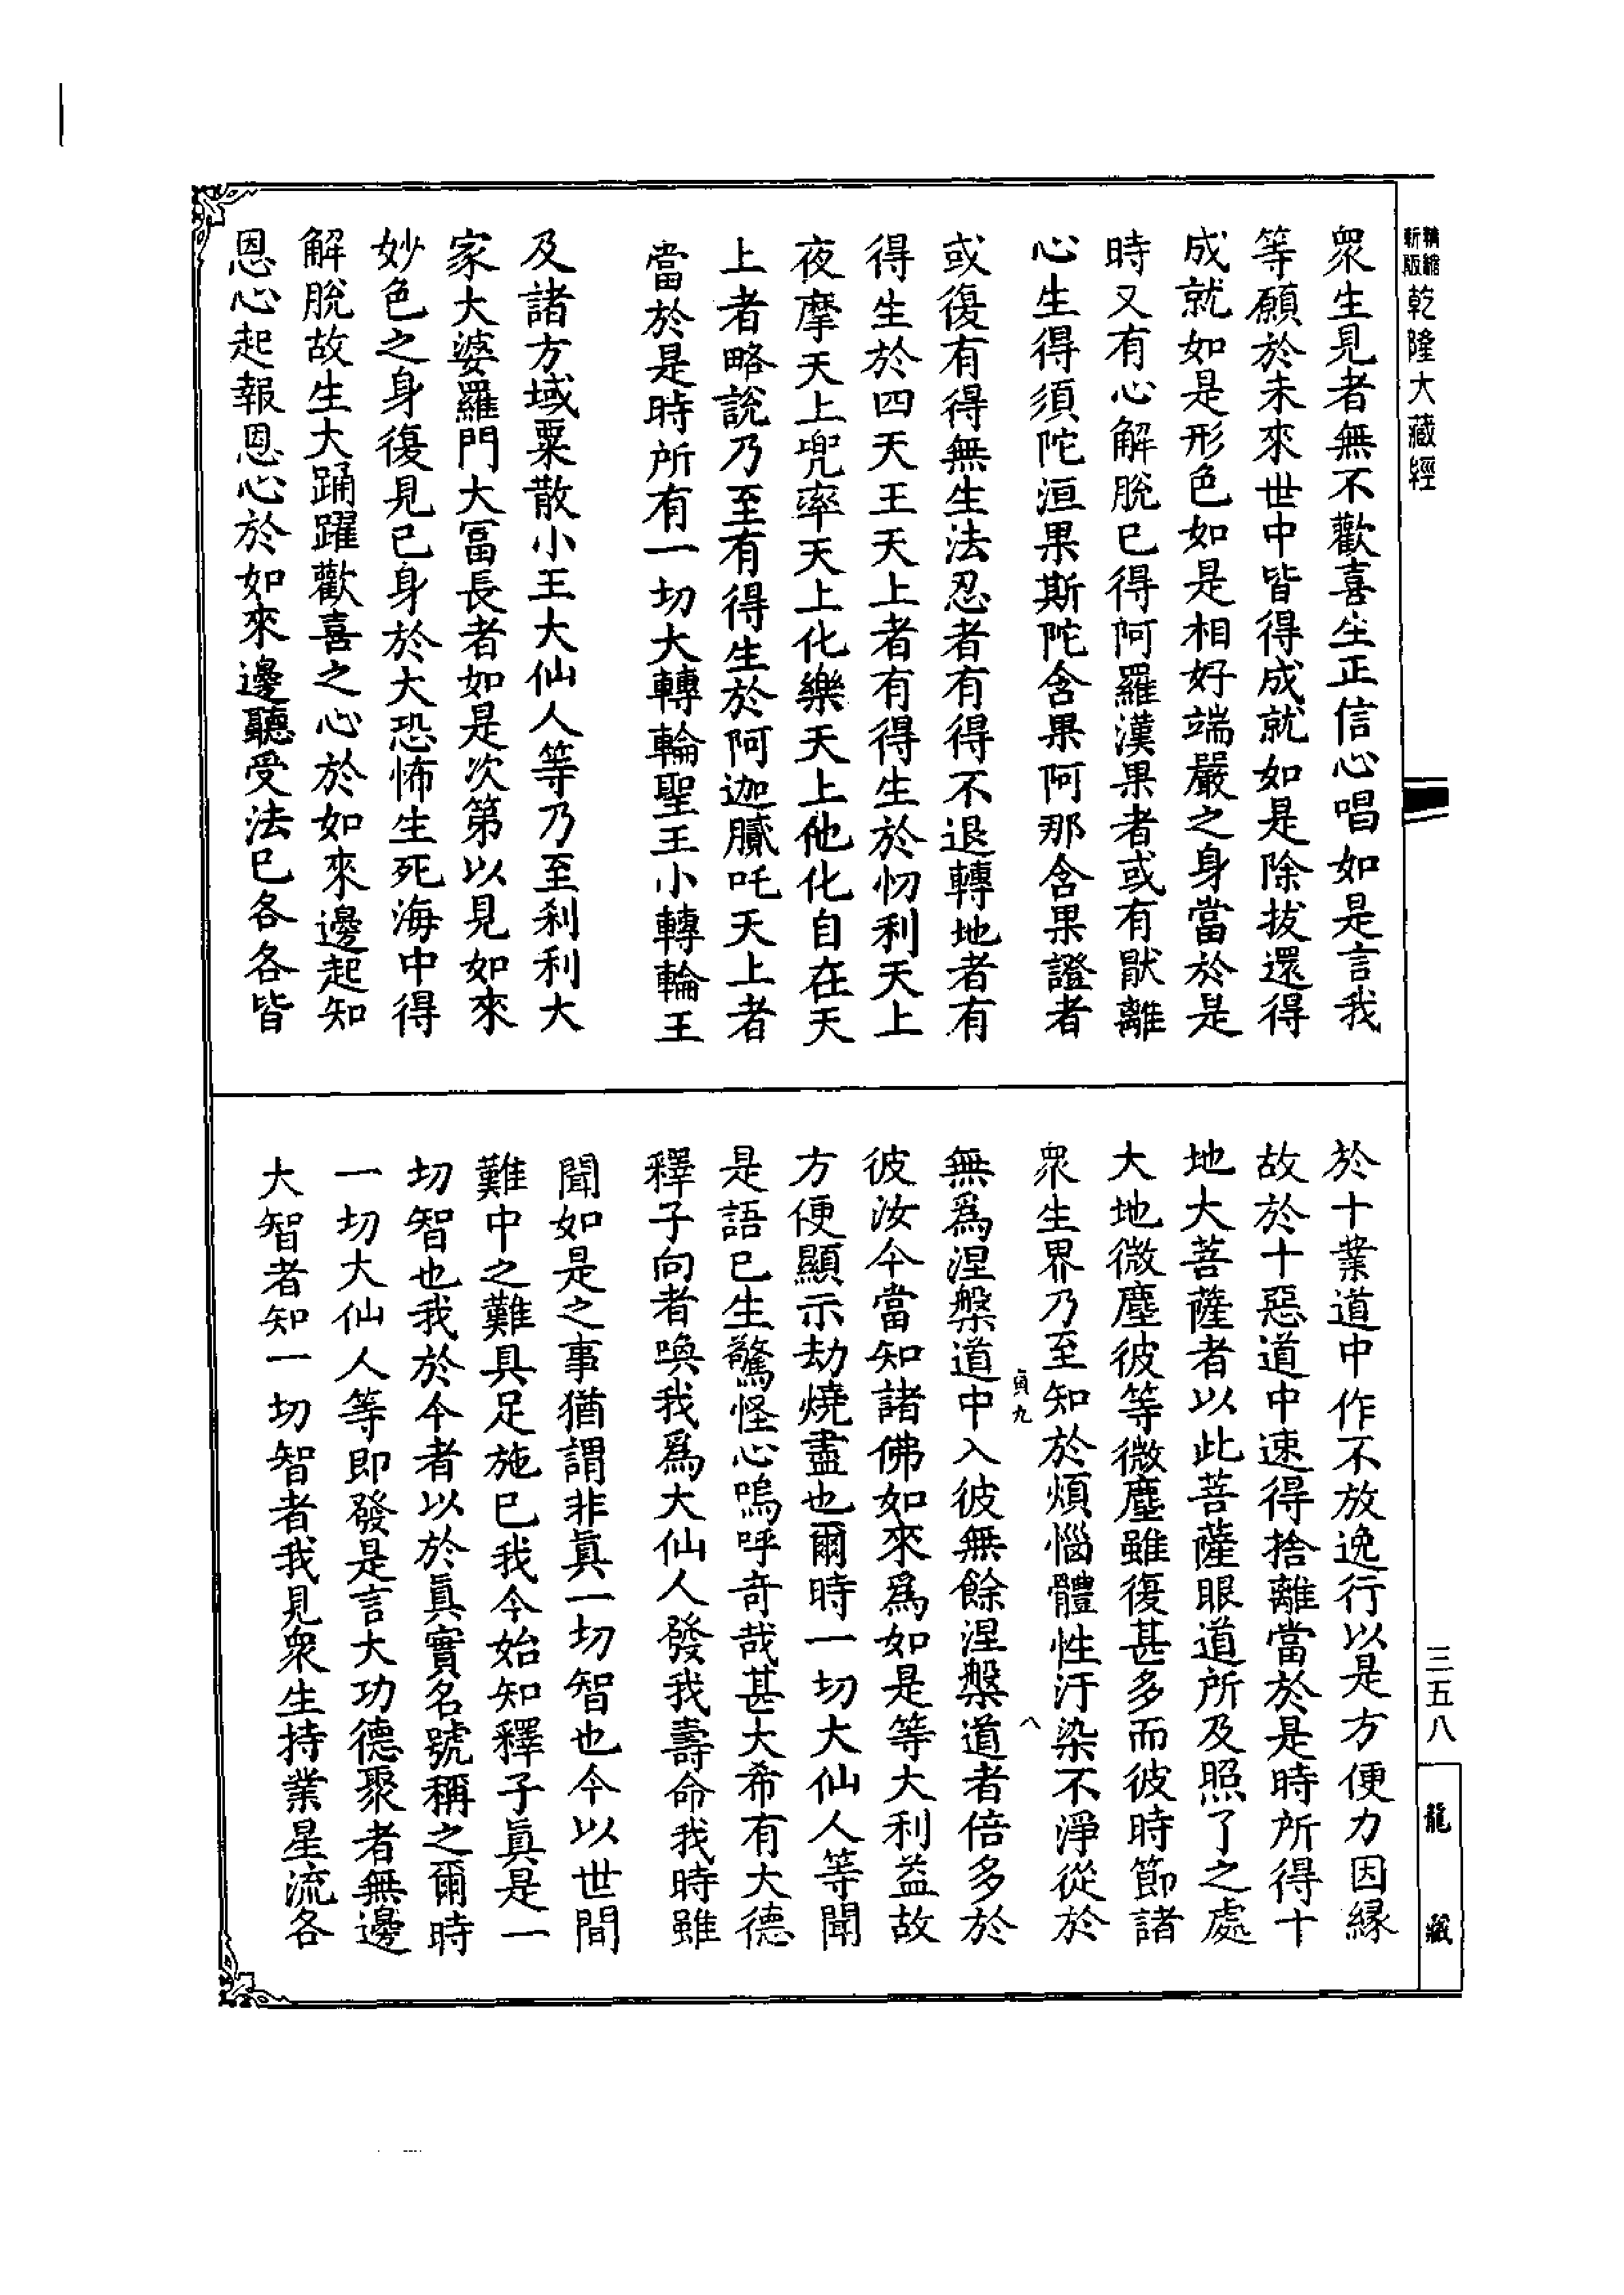 精縮新版乾隆大藏經
三五八
龍藏
眾生見者無不歡喜生正信心唱如是言我
等願於未來世中皆得成就如是除拔還得
成就如是形色如是相好端嚴之身當於是
時又有心解脫已得阿羅漢果者或有猒離
心生得須陀洹果斯陀含果阿那含果證者
或復有得無生法忍者有得不退轉地者有
得生於四天王天上者有得生於忉利天上
夜摩天上兜率天上化樂天上他化自在天
上者略說乃至有得生於阿迦膩吒天上者
當於是時所有一切大轉輪聖王小轉輪王
及諸方域粟散小王大仙人等乃至剎利大
家大婆羅門大冨長者如是次第以見如來
妙色之身復見已身於大恐怖生死海中得
解脫故生大踊躍歡喜之心於如來邊起知
恩心起報恩心於如來邊聽受法已各各皆
於十業道中作不放逸行以是方便力因緣
故於十惡道中速得捨離當於是時所得十
地大菩薩者以此菩薩眼道所及照了之處
大地微塵彼等微塵雖復甚多而彼時節諸
眾生界乃至知於煩惱體性汙染不淨從於
寅九
八
無爲涅槃道中入彼無餘涅槃道者倍多於
彼汝今當知諸佛如來爲如是等大利益故
方便顯示劫燒盡也爾時一切大仙人等聞
是語已生驚怪心嗚呼奇哉甚大希有大德
釋子向者喚我爲大仙人發我壽命我時雖
聞如是之事猶謂非眞一切智也今以世間
難中之難具足施已我今始知釋子眞是一
切智也我於今者以於眞實名號稱之爾時
一切大仙人等即發是言大功德聚者無邊
大智者知一切智者我見眾生持業星流各